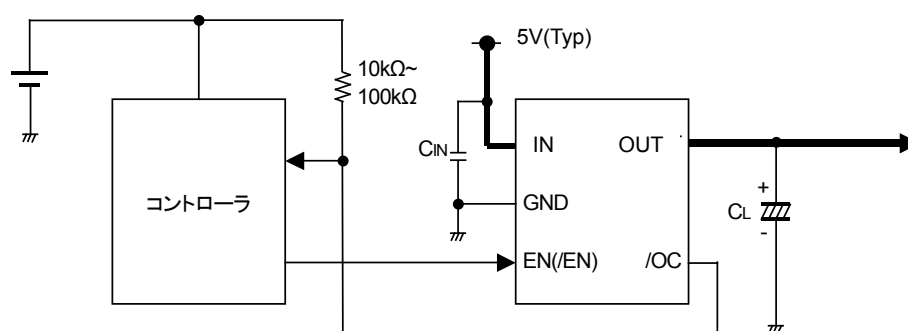 5V(Typ)
10kΩ~
100kΩ
CIN
IN
OUT
コントローラ
GND
+
CL
-
EN(/EN)
/OC